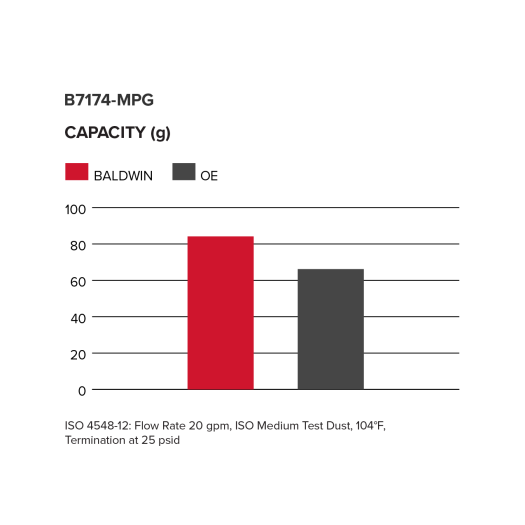 B7174-MPG
CAPACITY (g)
BALDWIN OE
100
80
60
40
20
0
ISO 4548-12: Flow Rate 20 gpm, ISO Medium Test Dust, 104°F,
Termination at 25 psid